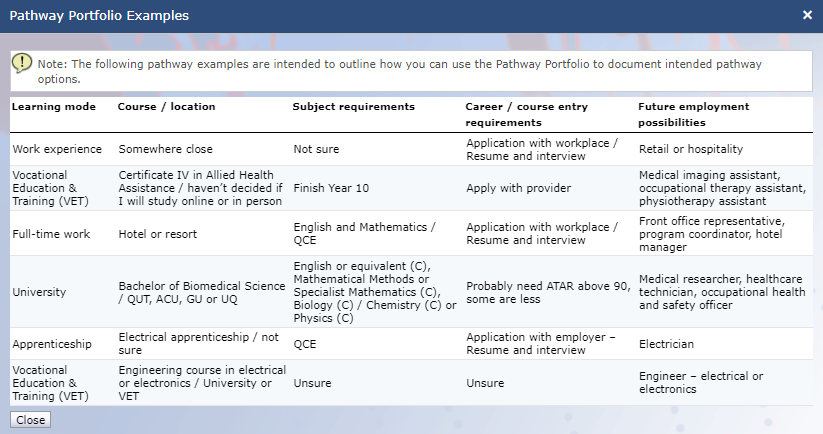 Pathway Portfolio Examples
×
Note: The following pathway examples are intended to outline how you can use the Pathway Portfolio to document intended pathway
options.
Learning mode
Course / location
Subject requirements
Career / course entry
requirements
Future employment
possibilities
Work experience
Somewhere close
Not sure
Application with workplace /
Resume and interview
Retail or hospitality
Vocational
Education &
Training (VET)
Certificate IV in Allied Health
Assistance / haven't decided if
I will study online or in person
Finish Year 10
Apply with provider
Medical imaging assistant,
occupational therapy assistant,
physiotherapy assistant
Full-time work
Hotel or resort
English and Mathematics /
QCE
Application with workplace /
Resume and interview
Front office representative,
program coordinator, hotel
manager
University
Bachelor of Biomedical Science
/ QUT, ACU, GU or UQ
English or equivalent (C),
Mathematical Methods or
Specialist Mathematics (C),
Biology (C) / Chemistry (C) or
Physics (C)
Probably need ATAR above 90,
some are less
Medical researcher, healthcare
technician, occupational health
and safety officer
Apprenticeship
Electrical apprenticeship / not
sure
QCE
Application with employer –
Resume and interview
Electrician
Vocational
Education &
Training (VET)
Engineering course in electrical
or electronics / University or
VET
Unsure
Unsure
Engineer – electrical or
electronics
Close